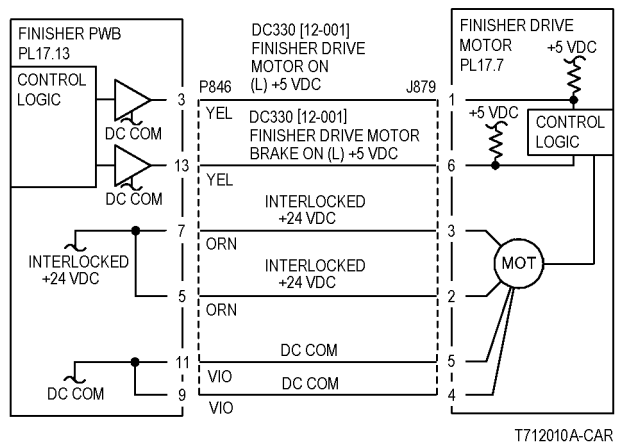 FINISHER PWB
PL17.13
CONTROL
LOGIC
DC COM
DC COM
INTERLOCKED
+24 VDC
DC COM
3
13
7
5
11
9
P846
J879
DC330 [12-001]
FINISHER DRIVE
MOTOR ON
(L) +5 VDC
YEL
DC330 [12-001]
FINISHER DRIVE MOTOR
BRAKE ON (L) +5 VDC
YEL
INTERLOCKED
+24 VDC
ORN
INTERLOCKED
+24 VDC
ORN
DC COM
VIO
DC COM
VIO
1
6
3
2
5
4
FINISHER DRIVE
MOTOR
PL17.7
+5 VDC
+5 VDC
CONTROL
LOGIC
MOT
T712010A-CAR